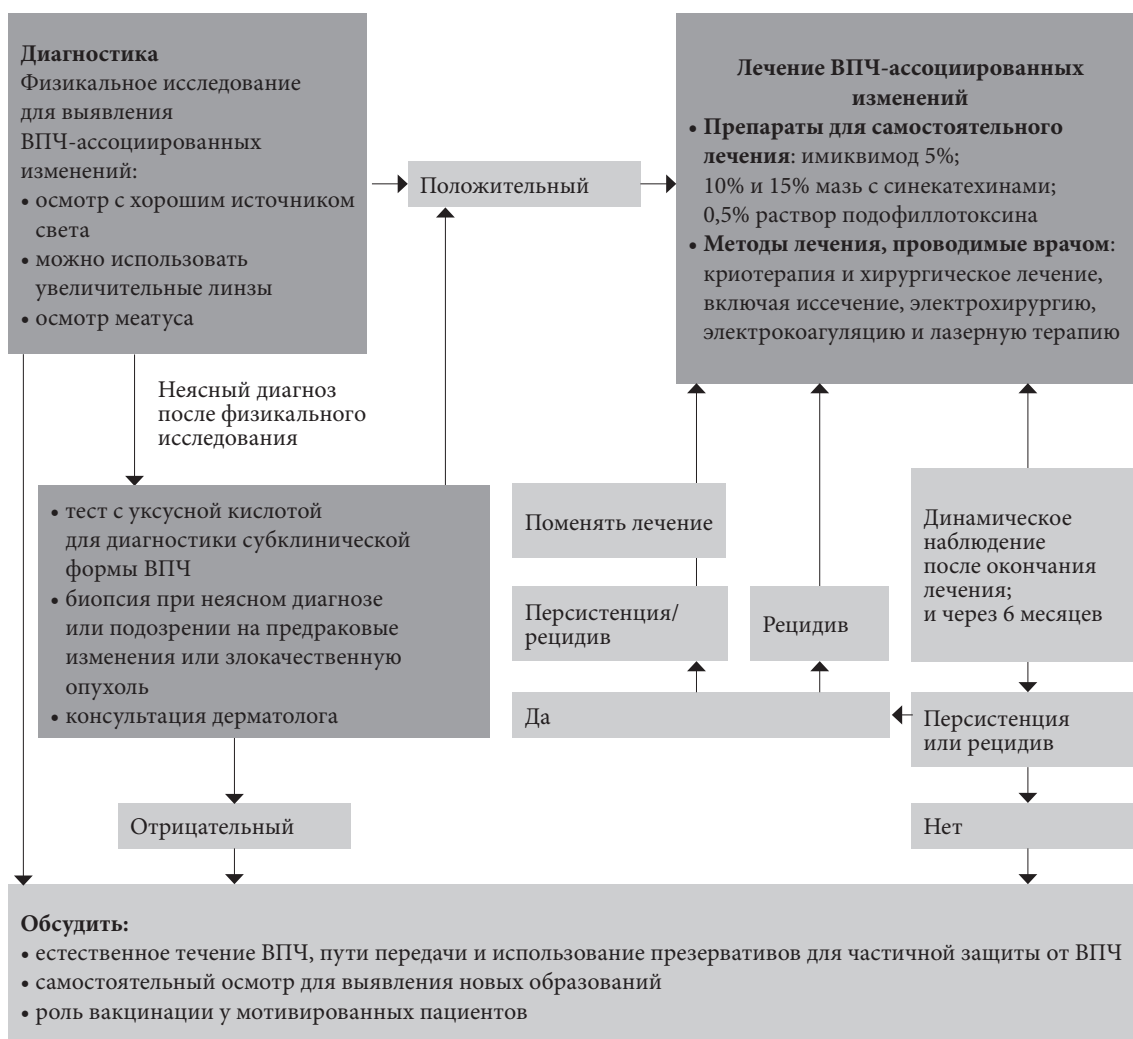 Диагностика
Физикальное исследование
для выявления
ВПЧ-ассоциированных
изменений:
• осмотр с хорошим источником
света
• можно использовать
увеличительные линзы
• осмотр меатуса
Положительный
Лечение ВПЧ-ассоциированных
изменений
• Препараты для самостоятельного
лечения: имиквимод 5%;
10% и 15% мазь с синекатехинами;
0,5% раствор подофиллотоксина
• Методы лечения, проводимые врачом:
криотерапия и хирургическое лечение,
включая иссечение, электрохирургию,
электрокоагуляцию и лазерную терапию
Неясный диагноз
после физикального
исследования
• тест с уксусной кислотой
для диагностики субклинической
формы ВПЧ
• биопсия при неясном диагнозе
или подозрении на предраковые
изменения или злокачественную
опухоль
• консультация дерматолога
Поменять лечение
Персистенция/
рецидив
Рецидив
Динамическое
наблюдение
после окончания
лечения;
и через 6 месяцев
Да
Персистенция
или рецидив
Отрицательный
Нет
Обсудить:
• естественное течение ВПЧ, пути передачи и использование презервативов для частичной защиты от ВПЧ
• самостоятельный осмотр для выявления новых образований
• роль вакцинации у мотивированных пациентов